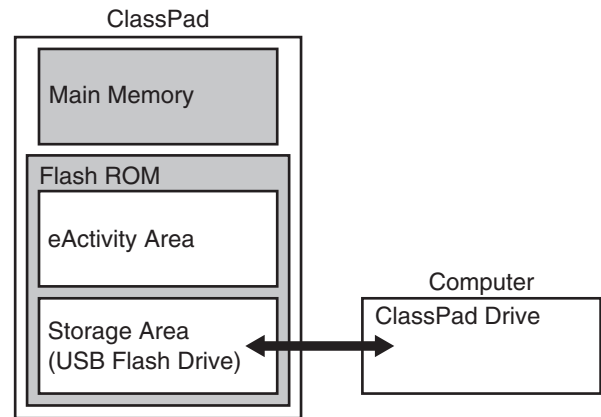 ClassPad
Main Memory
Flash ROM
eActivity Area
Storage Area
(USB Flash Drive)
Computer
ClassPad Drive